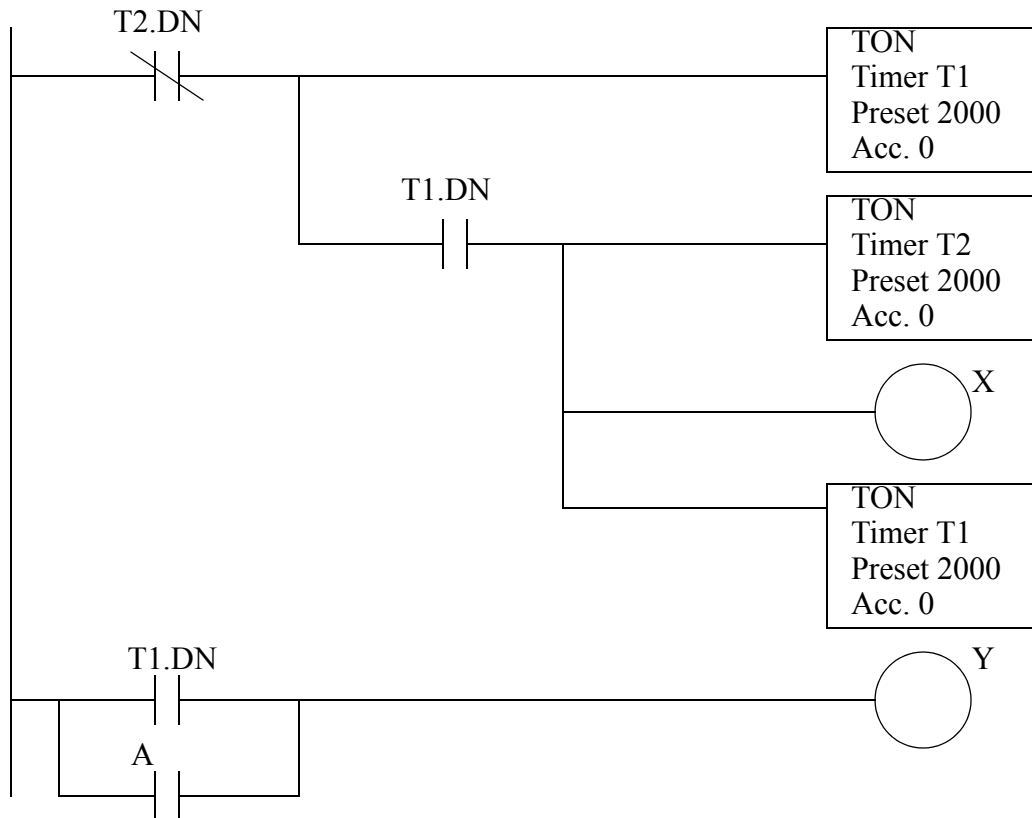 T2.DN
TON
Timer T1
Preset 2000
Acc. 0
T1.DN
TON
Timer T2
Preset 2000
Acc. 0
X
TON
Timer T1
Preset 2000
Acc. 0
T1.DN
Y
A